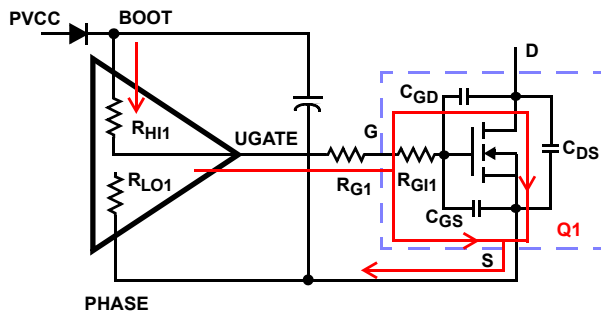 PVCC
BOOT
D
C_GD
R_HI1
UGATE
G
C_DS
R_LO1
R_G1
R_GI1
C_GS
Q1
S
PHASE